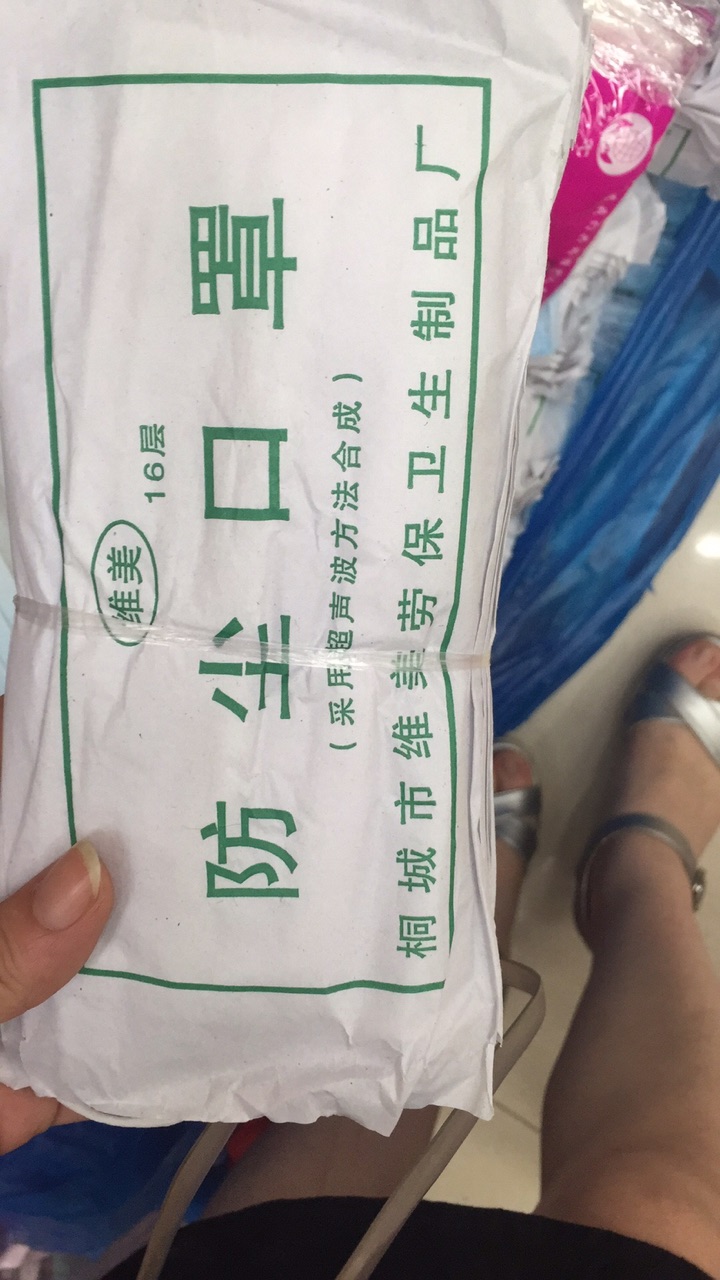 维美 16层
防尘口罩
(采用超声波方法合成)
桐城市维美劳保卫生制品厂